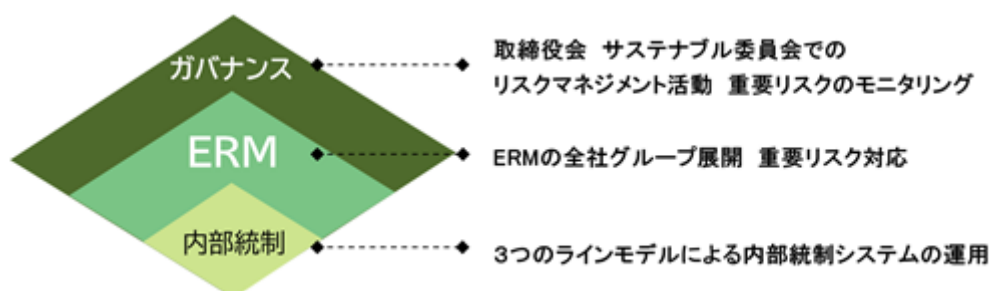 ガバナンス
取締役会 サステナブル委員会での
リスクマネジメント活動 重要リスクのモニタリング
ERM
ERMの全社グループ展開 重要リスク対応
内部統制
3つのラインモデルによる内部統制システムの運用